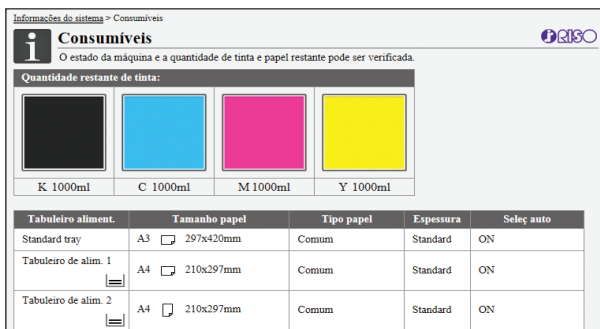 Informações do sistema > Consumíveis
Consumíveis
RISO
O estado da máquina e a quantidade de tinta e papel restante pode ser verificada.
Quantidade restante de tinta:
K 1000ml C 1000ml M 1000ml Y 1000ml
Tabuleiro aliment. Tamanho papel Tipo papel Espessura Seleç auto
Standard tray A3 297x420mm Comum Standard ON
Tabuleiro de alim. 1 A4 210x297mm Comum Standard ON
Tabuleiro de alim. 2 A4 210x297mm Comum Standard ON